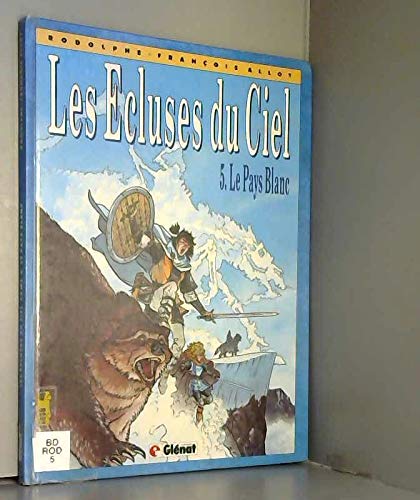 RODOLPHE - FRANÇOIS ALLOT
Les Ecluses du Ciel
5. Le Pays Blanc
BD
ROD
5
Glénat